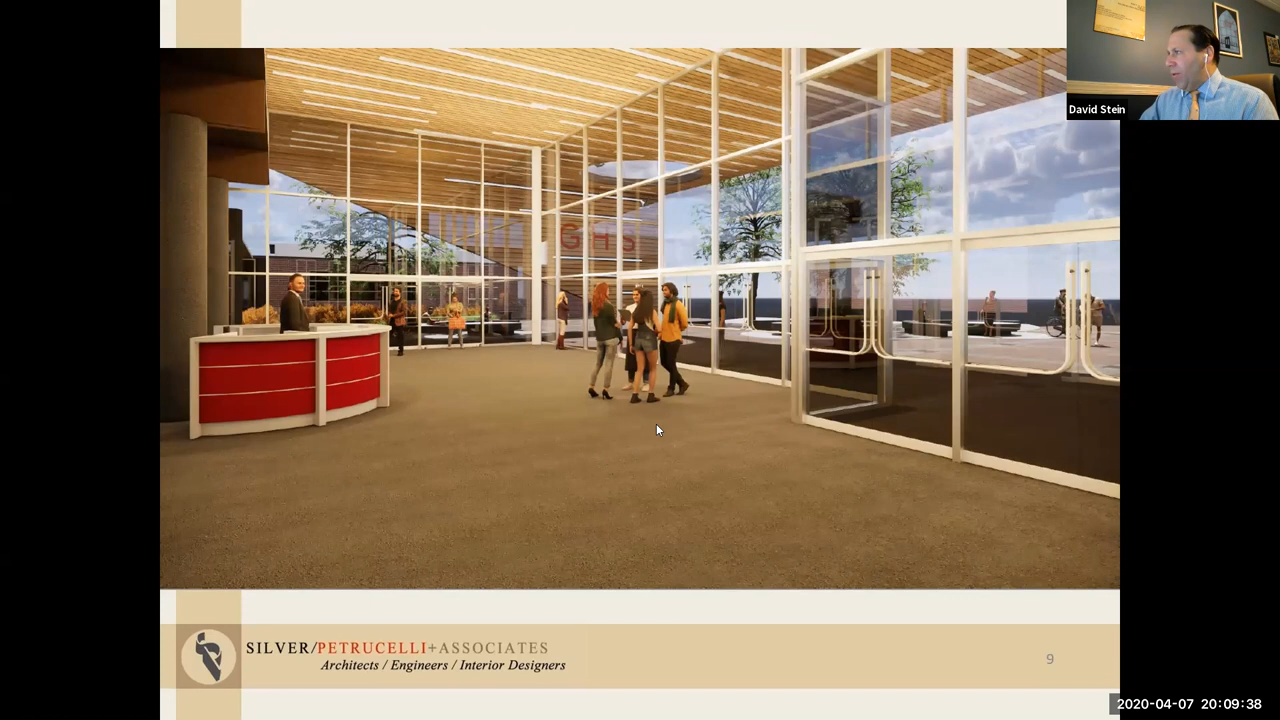 David Stein
GHS
SILVER/PETRUCELLI+ASSOCIATES
Architects / Engineers / Interior Designers
9
2020-04-07 20:09:38